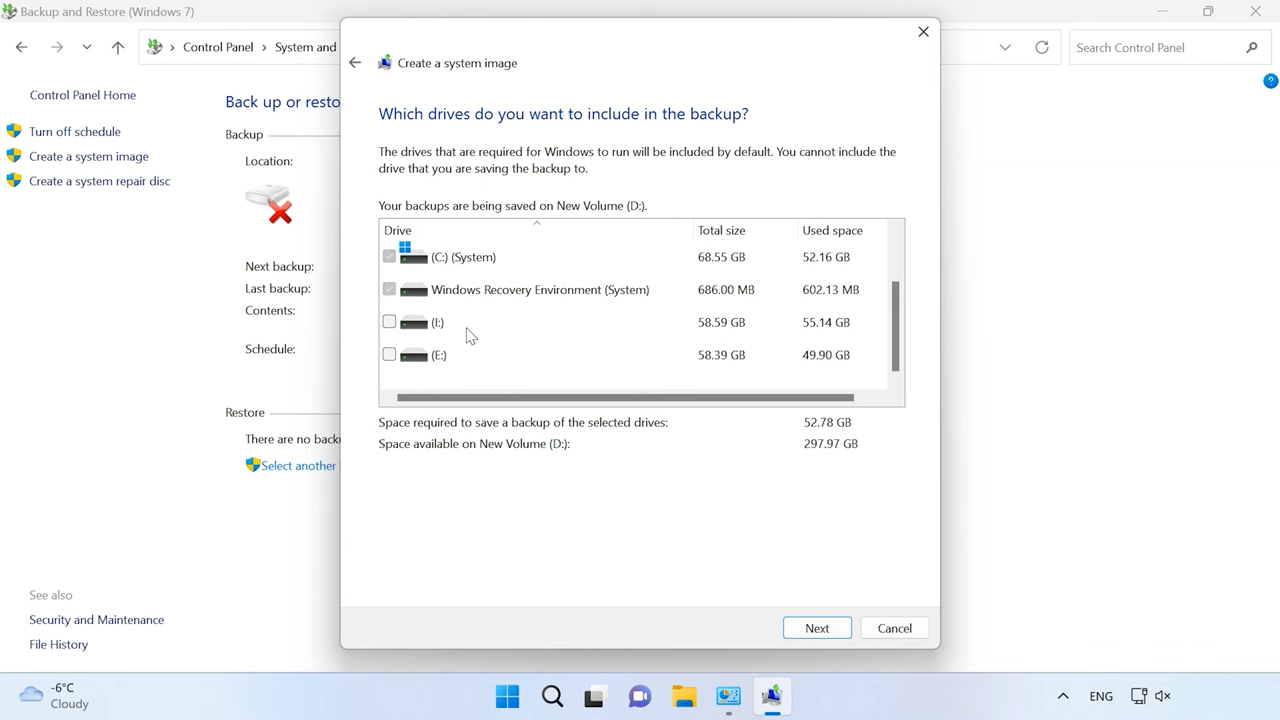 Backup and Restore (Windows 7)
Control Panel
System and
Search Control Panel
Control Panel Home
Turn off schedule
Create a system image
Create a system repair disc
Back up or resto
Backup
Location:
Next backup:
Last backup:
Contents:
Schedule:
Restore
There are no back
Select another
See also
Security and Maintenance
File History
Create a system image
Which drives do you want to include in the backup?
The drives that are required for Windows to run will be included by default. You cannot include the
drive that you are saving the backup to.
Your backups are being saved on New Volume (D:).
Drive Total size Used space
(C:) (System) 68.55 GB 52.16 GB
Windows Recovery Environment (System) 686.00 MB 602.13 MB
(I:) 58.59 GB 55.14 GB
(E:) 58.39 GB 49.90 GB
Space required to save a backup of the selected drives: 52.78 GB
Space available on New Volume (D:): 297.97 GB
Next
Cancel
-6°C
Cloudy
ENG